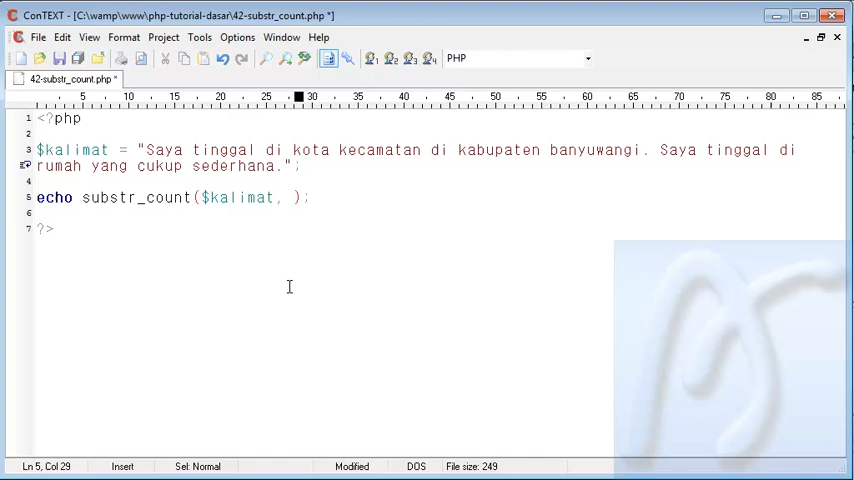 ConTEXT - [C:\wamp\www\php-tutorial-dasar\42-substr_count.php *]
File Edit View Format Project Tools Options Window Help
PHP
42-substr_count.php *
5 10 15 20 25 30 35 40 45 50 55 60 65 70 75 80 85
1 <?php
2
3 $kalimat = "Saya tinggal di kota kecamatan di kabupaten banyuwangi. Saya tinggal di
rumah yang cukup sederhana.";
4
5 echo substr_count($kalimat, );
6
7 ?>
Ln 5, Col 29 Insert Sel: Normal Modified DOS File size: 249